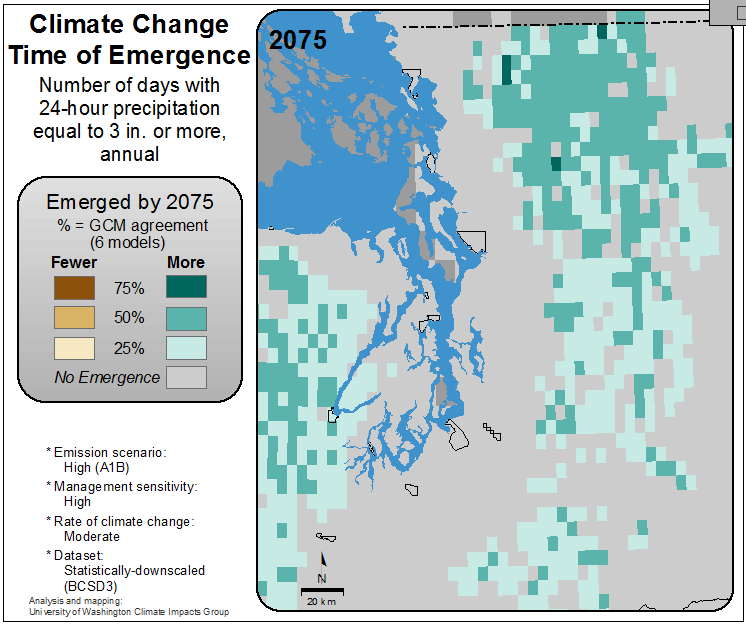 Climate Change
Time of Emergence
Number of days with
24-hour precipitation
equal to 3 in. or more,
annual
Emerged by 2075
% = GCM agreement
(6 models)
Fewer More
75%
50%
25%
No Emergence
* Emission scenario:
High (A1B)
* Management sensitivity:
High
* Rate of climate change:
Moderate
* Dataset:
Statistically-downscaled
(BCSD3)
Analysis and mapping:
University of Washington Climate Impacts Group
2075
N
20 km